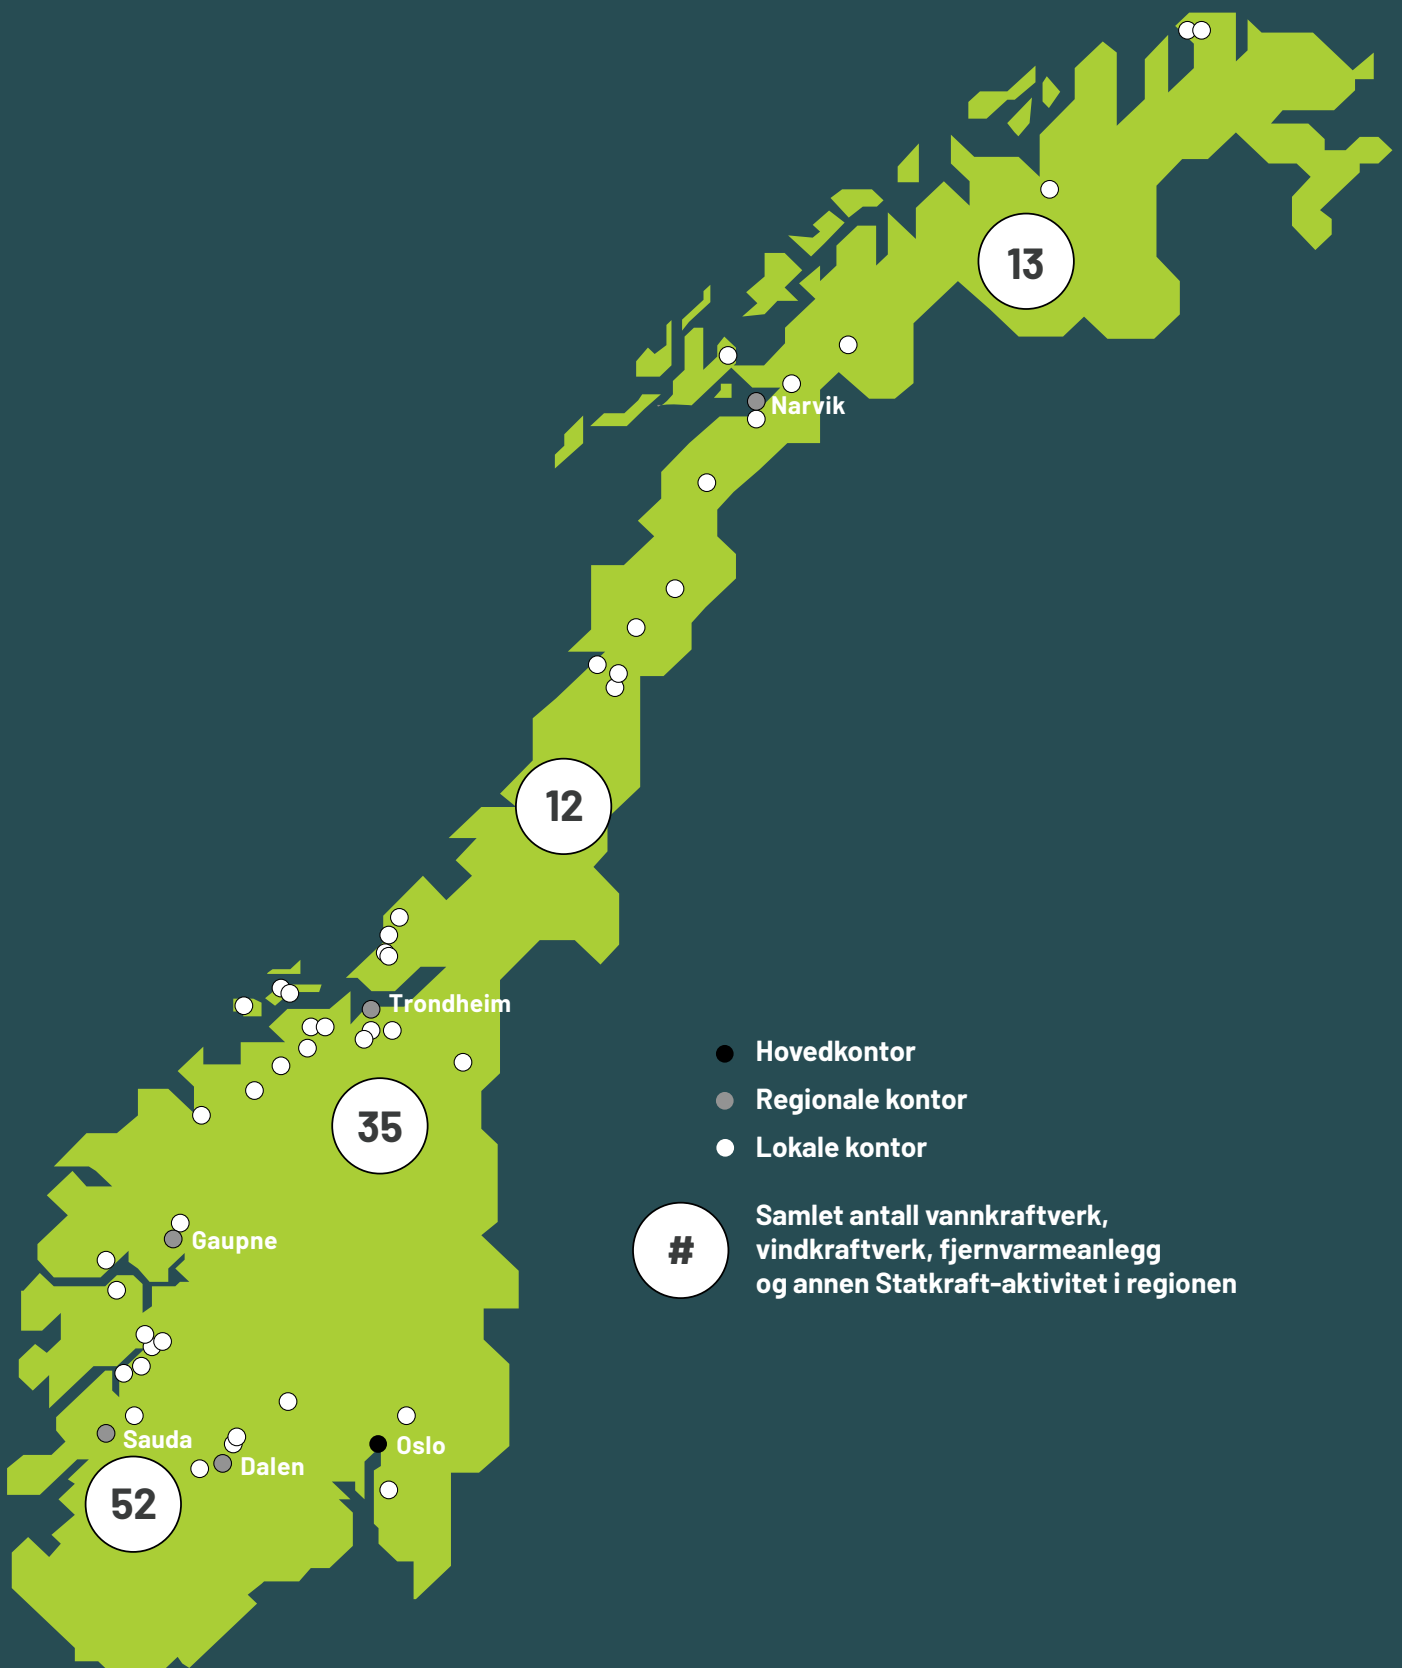 13
Narvik
12
Trondheim
Hovedkontor
Regionale kontor
35
Lokale kontor
#
Samlet antall vannkraftverk,
vindkraftverk, fjernvarmeanlegg
og annen Statkraft-aktivitet i regionen
Gaupne
Sauda
Oslo
Dalen
52